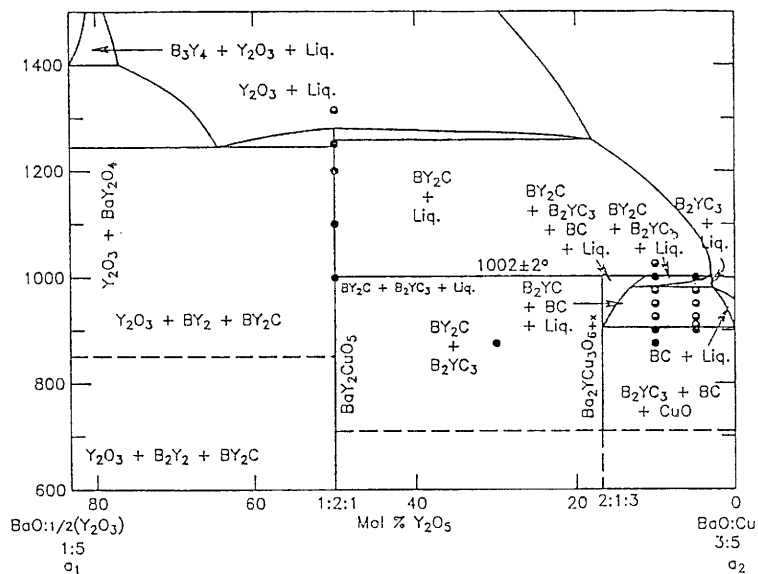 B₃Y₄ + Y₂O₃ + Liq.
1400
Y₂O₃ + Liq.
1200
Y₂O₃ + BaY₂O₄
BY₂C
+
Liq.
BY₂C
+ B₂YC₃
+ BC
+ Liq.
BY₂C
+ B₂YC₃
+ Liq.
B₂YC₃
+
Liq.
1002±2°
1000
BY₂C + B₂YC₃ + Liq.
B₂YC
+ BC
+ Liq.
Y₂O₃ + BY₂ + BY₂C
BY₂C
+
B₂YC₃
BaY₂CuO₅
Ba₂YCu₃O₆₊ₓ
BC + Liq.
B₂YC₃ + BC
+ CuO
800
Y₂O₃ + B₂Y₂ + BY₂C
600
80
60
1:2:1
40
20
2:1:3
0
BaO:1/2(Y₂O₃)
Mol % Y₂O₅
BaO:Cu
1:5
3:5
a₁
a₂